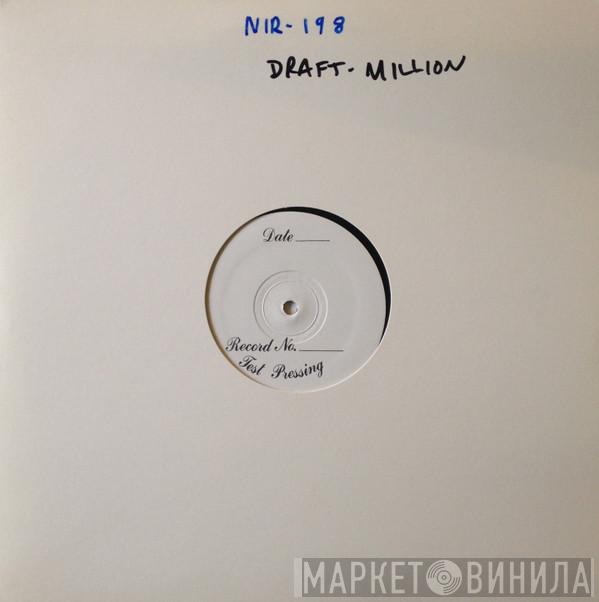 NIR-198
DRAFT- MILLION
Date
Record No.
Test Pressing
МАРКЕТ ВИНИЛА